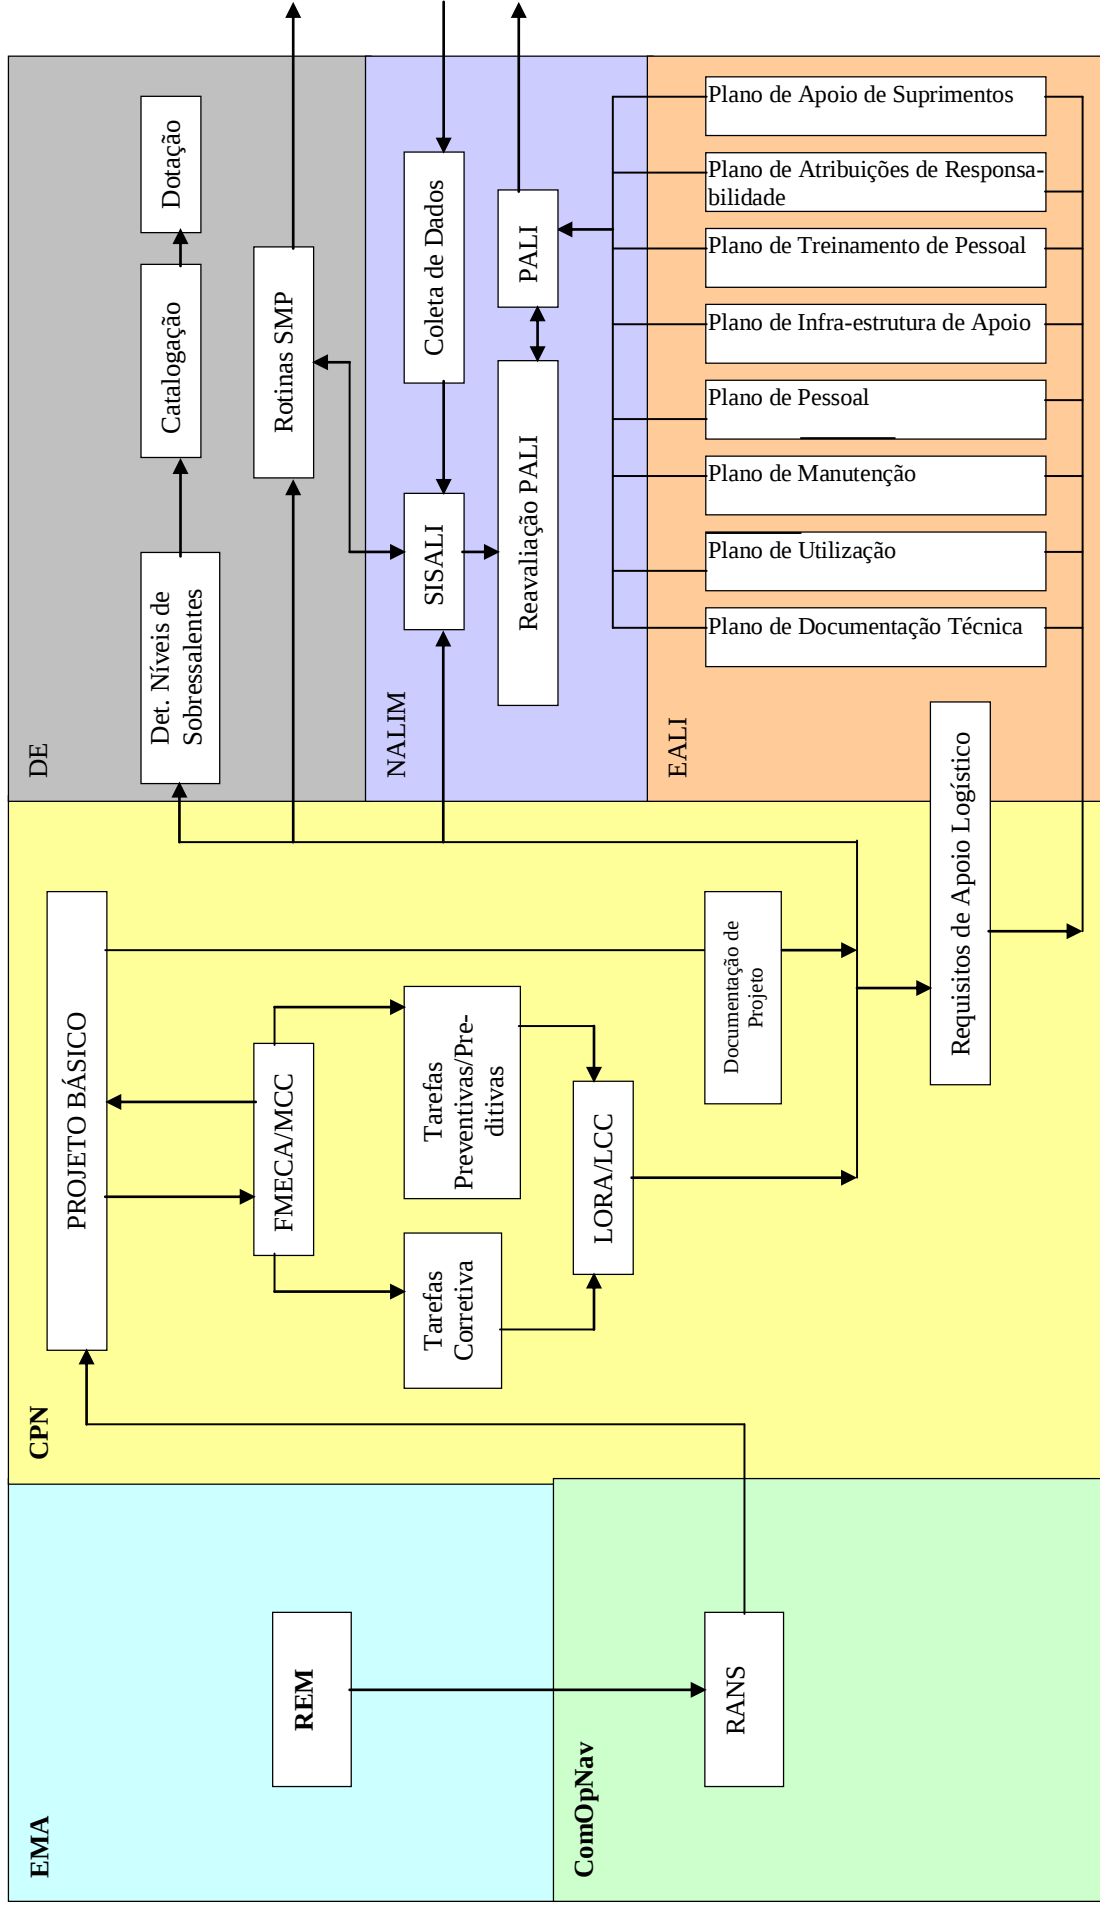 EMA
REM
ComOpNav
RANS
CPN
PROJETO BÁSICO
FMECA/MCC
Tarefas
Corretiva
Tarefas
Preventivas/Pre-
ditivas
LORA/LCC
Documentação de
Projeto
Requisitos de Apoio Logístico
DE
Det. Níveis de
Sobressalentes
Catalogação
Dotação
Rotinas SMP
NALIM
SISALI
Coleta de Dados
Reavaliação PALI
PALI
EALI
Plano de Apoio de Suprimentos
Plano de Atribuições de Responsa-
bilidade
Plano de Treinamento de Pessoal
Plano de Infra-estrutura de Apoio
Plano de Pessoal
Plano de Manutenção
Plano de Utilização
Plano de Documentação Técnica